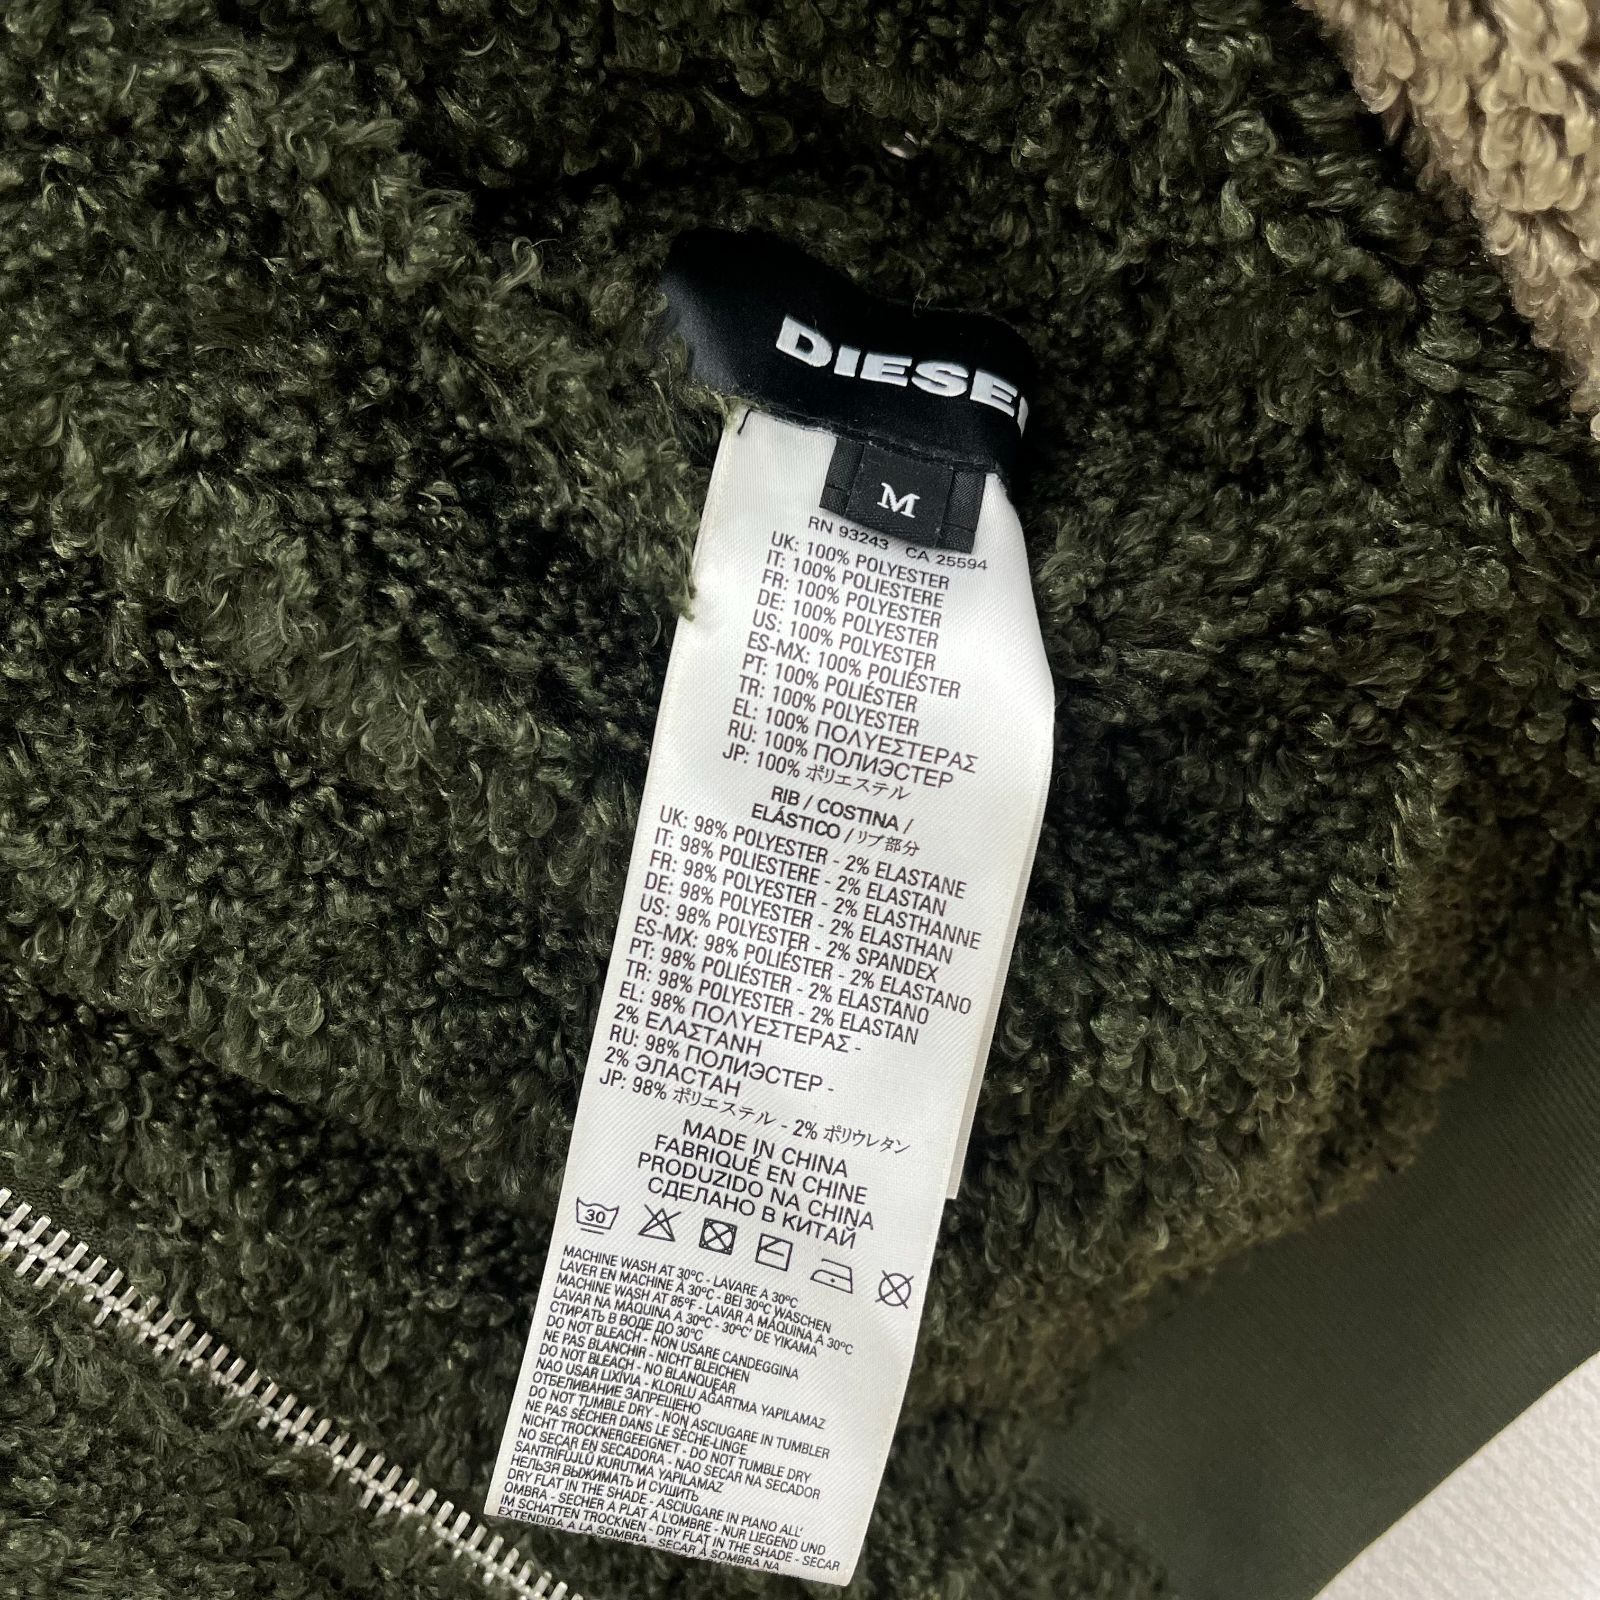 DIESEL
M
RN 93243 CA 25594
UK: 100% POLYESTER
IT: 100% POLIESTERE
FR: 100% POLYESTER
DE: 100% POLYESTER
US: 100% POLYESTER
ES-MX: 100% POLIÉSTER
PT: 100% POLIÉSTER
TR: 100% POLYESTER
EL: 100% ΠΟΛΥΕΣΤΕΡΑΣ
RU: 100% ПОЛИЭСТЕР
JP: 100% ポリエステル
RIB / COSTINA /
ELÁSTICO / リブ部分
UK: 98% POLYESTER - 2% ELASTANE
IT: 98% POLIESTERE - 2% ELASTAN
FR: 98% POLYESTER - 2% ELASTHANNE
DE: 98% POLYESTER - 2% ELASTHAN
US: 98% POLYESTER - 2% SPANDEX
ES-MX: 98% POLIÉSTER - 2% ELASTANO
PT: 98% POLIÉSTER - 2% ELASTANO
TR: 98% POLYESTER - 2% ELASTAN
EL: 98% ΠΟΛΥΕΣΤΕΡΑΣ -
2% ΕΛΑΣΤΑΝΗ
RU: 98% ПОЛИЭСТЕР -
2% ЭЛАСТАН
JP: 98% ポリエステル - 2% ポリウレタン
MADE IN CHINA
FABRIQUÉ EN CHINE
PRODUZIDO NA CHINA
СДЕЛАНО В КИТАЙ
30
MACHINE WASH AT 30ºC - LAVARE A 30ºC
LAVER EN MACHINE À 30ºC - BEI 30ºC WASCHEN
MACHINE WASH AT 85ºF - LAVAR A MÁQUINA A 30ºC
LAVAR NA MÁQUINA A 30ºC - 30ºC' DE YIKAMA
СТИРАТЬ В ВОДЕ ДО 30ºC
DO NOT BLEACH - NON USARE CANDEGGINA
NE PAS BLANCHIR - NICHT BLEICHEN
DO NOT BLEACH - NO BLANQUEAR
NAO USAR LIXIVIA - KLORLU AĞARTMA YAPILAMAZ
ОТБЕЛИВАНИЕ ЗАПРЕЩЕНО
DO NOT TUMBLE DRY - NON ASCIUGARE IN TUMBLER
NE PAS SÉCHER DANS LE SÈCHE-LINGE
NICHT TROCKNERGEEIGNET - DO NOT TUMBLE DRY
NO SECAR EN SECADORA - NAO SECAR NA SECADOR
SANTRİFÜJLÜ KURUTMA YAPILAMAZ
НЕЛЬЗЯ ВЫЖИМАТЬ И СУШИТЬ
DRY FLAT IN THE SHADE - ASCIUGARE IN PIANO ALL'
OMBRA - SÉCHER A PLAT A L'OMBRE - NUR LIEGEND UND
IM SCHATTEN TROCKNEN - DRY FLAT IN THE SHADE - SECAR
EXTENDIDA A LA SOMBRA - SECAR À SOMBRA NA